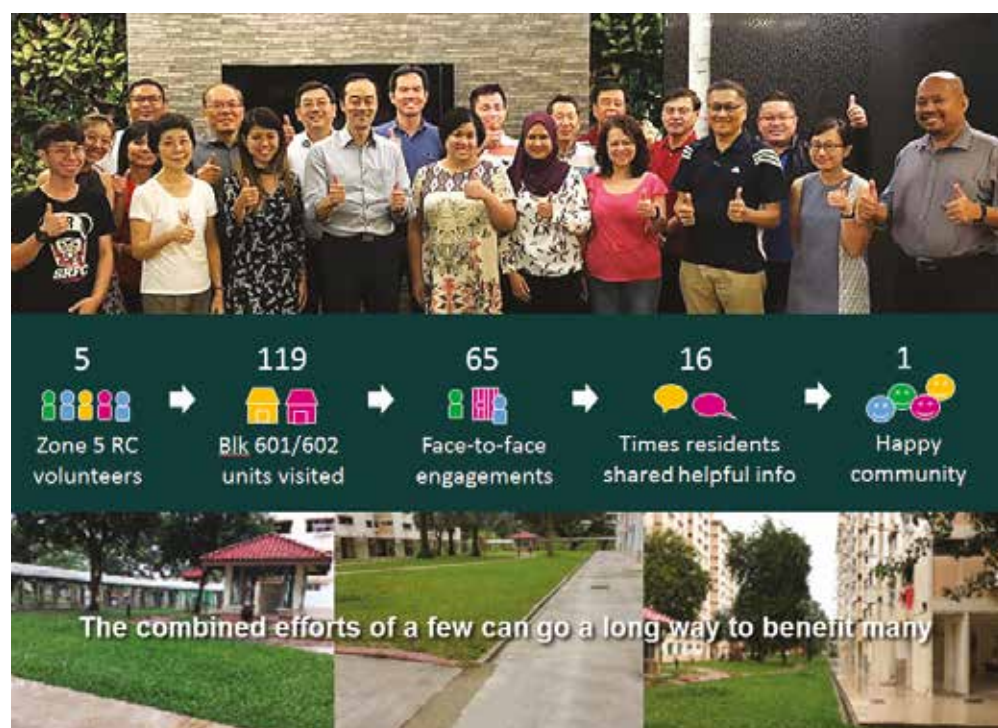 SRFC
5
Zone 5 RC
volunteers
119
Blk 601/602
units visited
65
Face-to-face
engagements
16
Times residents
shared helpful info
1
Happy
community
The combined efforts of a few can go a long way to benefit many